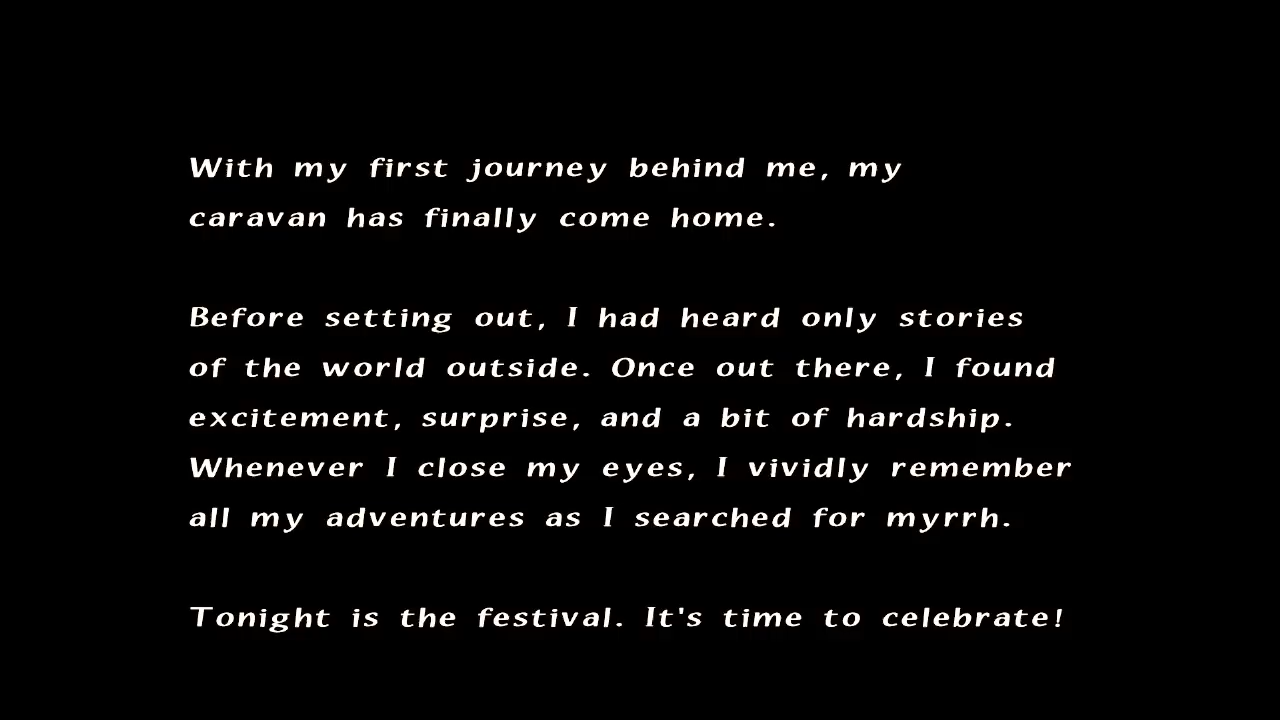 With my first journey behind me, my
caravan has finally come home.
Before setting out, I had heard only stories
of the world outside. Once out there, I found
excitement, surprise, and a bit of hardship.
Whenever I close my eyes, I vividly remember
all my adventures as I searched for myrrh.
Tonight is the festival. It's time to celebrate!